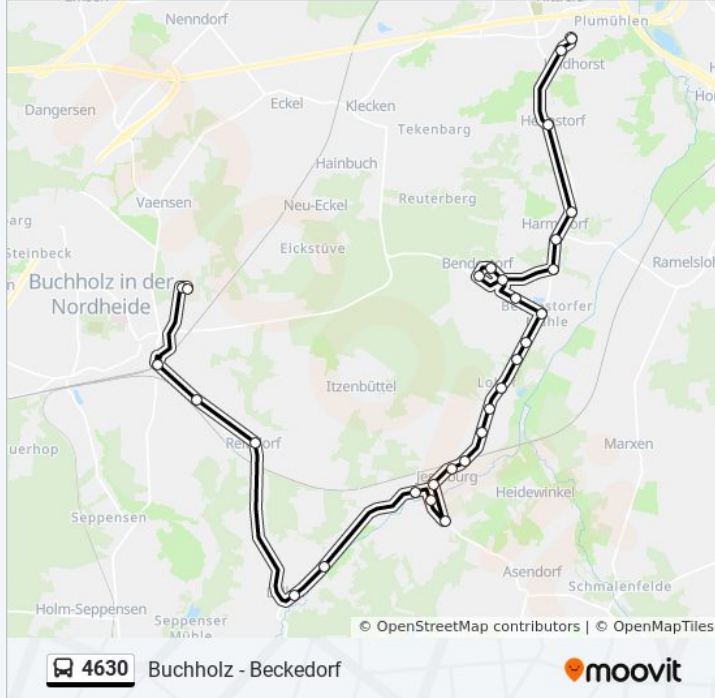 Nenndorf
Plumühlen
Dangersen
Eckel
Klecken
Tekenbarg
Hainbuch
Vaensen
Neu-Eckel
Reuterberg
Steinbeck
Eickstüve
Ramelsloh
Buchholz in der
Nordheide
Itzenbüttel
Marxen
Heidewinkel
Seppensen
Asendorf
Schmalenfelde
Holm-Seppensen
Seppenser
Mühle
© OpenStreetMap contributors | © OpenMapTiles
4630 Buchholz - Beckedorf
moovit